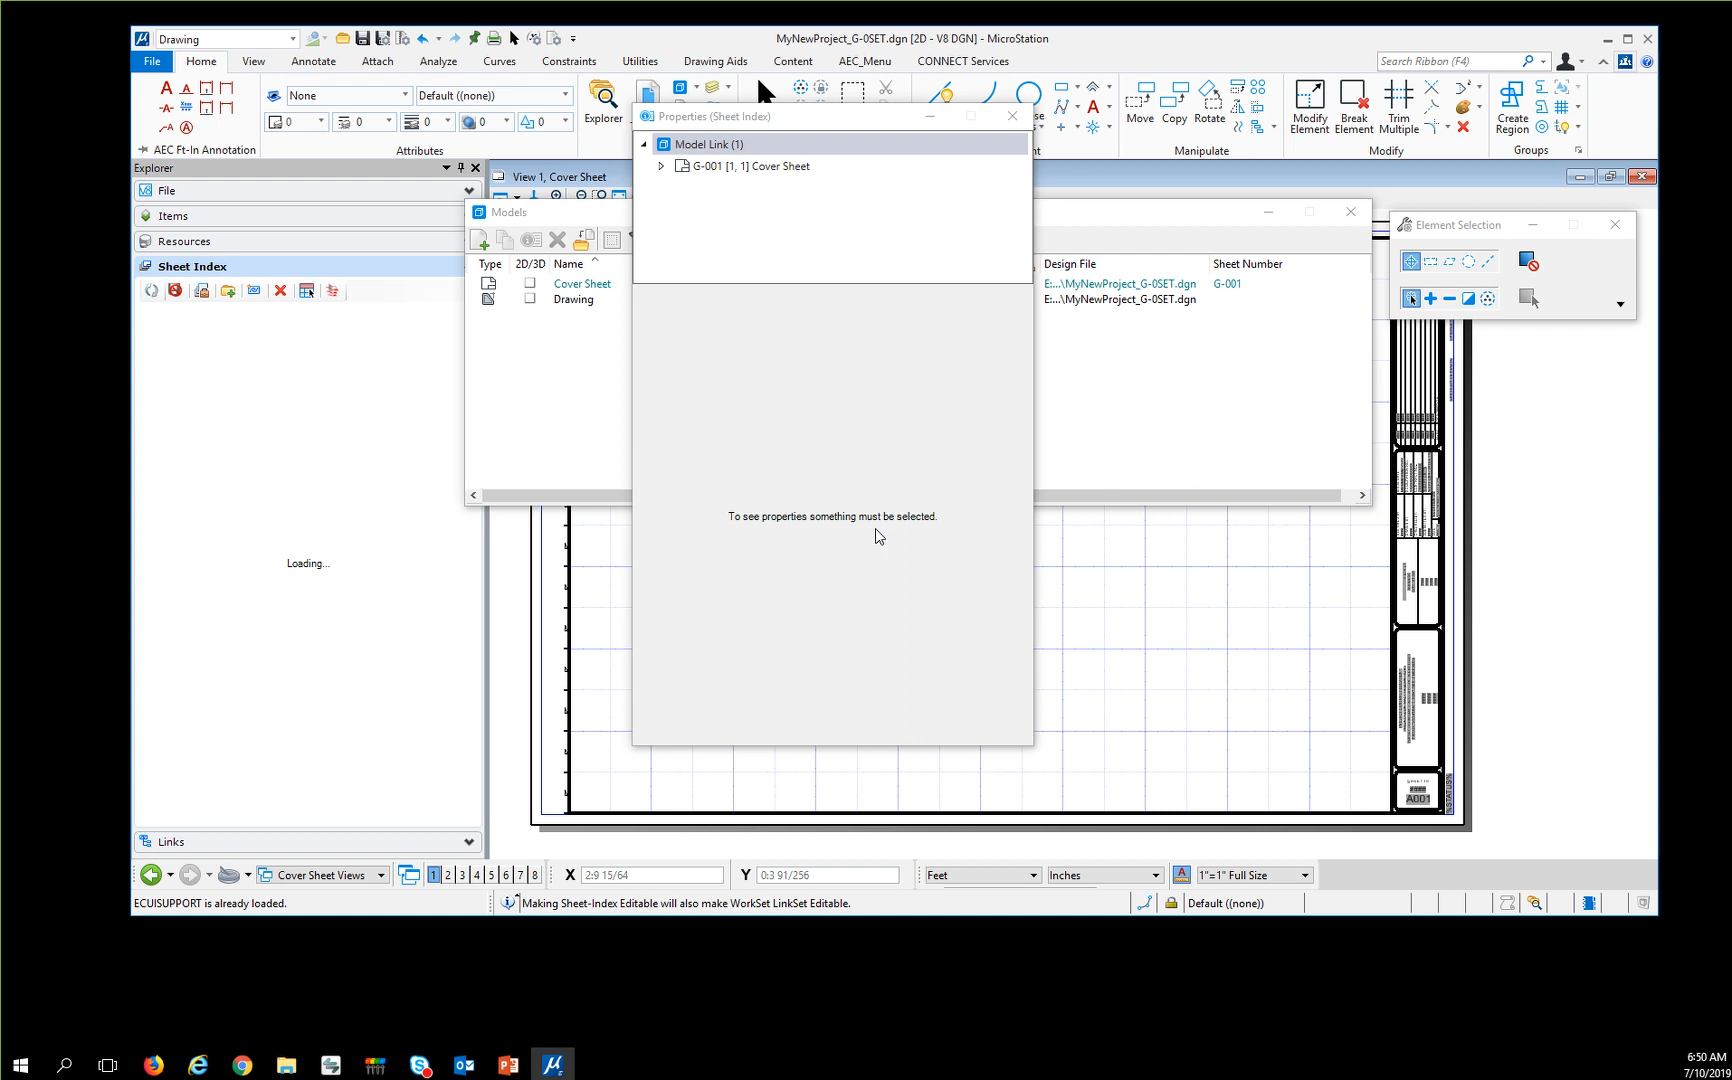 Drawing
MyNewProject_G-0SET.dgn [2D - V8 DGN] - MicroStation
File Home View Annotate Attach Analyze Curves Constraints Utilities Drawing Aids Content AEC_Menu CONNECT Services
Search Ribbon (F4)
None
Default ((none))
0 0 0 0 0
AEC Ft-In Annotation
Attributes
Explorer
Move
Copy
Rotate
Manipulate
Modify Element
Break Element
Trim Multiple
Modify
Create Region
Groups
Properties (Sheet Index)
Model Link (1)
G-001 [1, 1] Cover Sheet
To see properties something must be selected.
Explorer
File
Items
Resources
Sheet Index
Loading...
Links
View 1, Cover Sheet
Models
Type 2D/3D Name Design File Sheet Number
Cover Sheet E:...\MyNewProject_G-0SET.dgn G-001
Drawing E:...\MyNewProject_G-0SET.dgn
Element Selection
A001
Cover Sheet Views
1 2 3 4 5 6 7 8
X 2:9 15/64
Y 0:3 91/256
Feet
Inches
1"=1" Full Size
ECUISUPPORT is already loaded.
Making Sheet-Index Editable will also make WorkSet LinkSet Editable.
Default ((none))
6:50 AM
7/10/2019